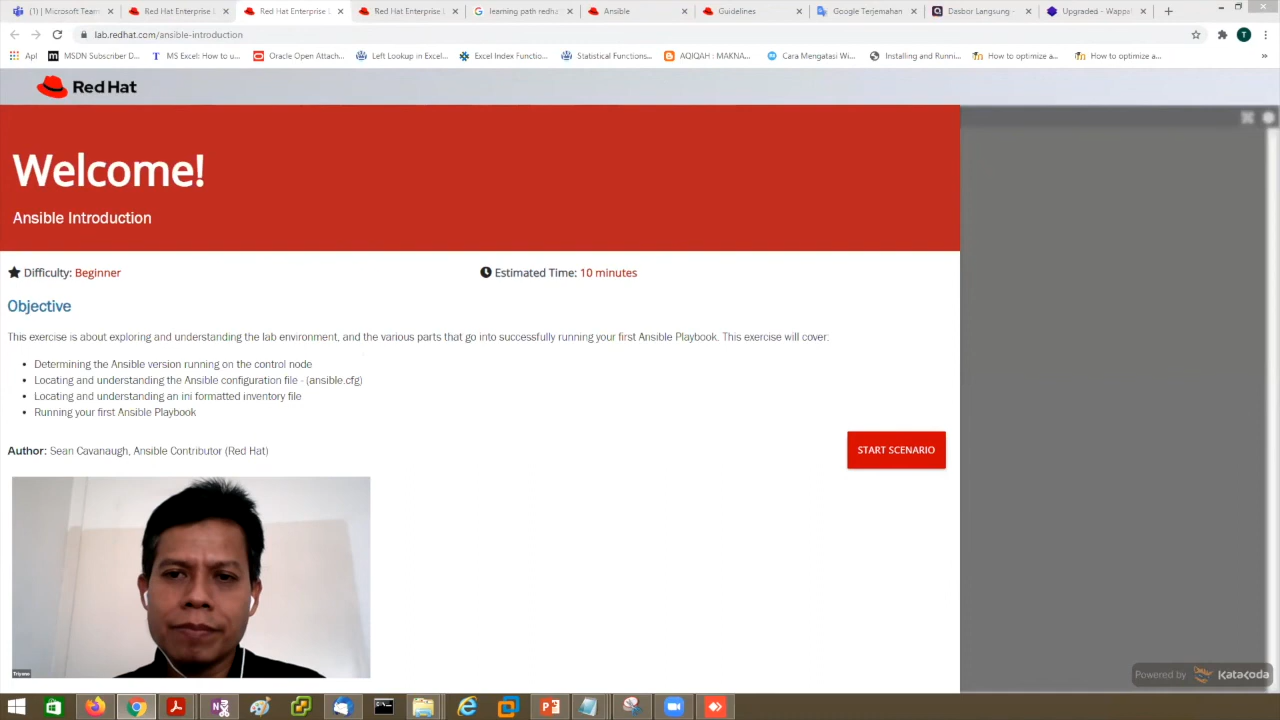 (1) Microsoft Team
Red Hat Enterprise L
Red Hat Enterprise L
Red Hat Enterprise L
learning path redha
Ansible
Guidelines
Google Terjemahan
Dasbor Langsung -
Upgraded - Wappa
lab.redhat.com/ansible-introduction
T
Apl
MSDN Subscriber D...
MS Excel: How to u...
Oracle Open Attach...
Left Lookup in Excel...
Excel Index Functio...
Statistical Functions...
AQIQAH : MAKNA...
Cara Mengatasi Wi...
Installing and Runni...
How to optimize a...
How to optimize a...
»
Red Hat
Welcome!
Ansible Introduction
Difficulty: Beginner
Estimated Time: 10 minutes
Objective
This exercise is about exploring and understanding the lab environment, and the various parts that go into successfully running your first Ansible Playbook. This exercise will cover:
• Determining the Ansible version running on the control node
• Locating and understanding the Ansible configuration file - (ansible.cfg)
• Locating and understanding an ini formatted inventory file
• Running your first Ansible Playbook
Author: Sean Cavanaugh, Ansible Contributor (Red Hat)
START SCENARIO
Triyono
Powered by Katacoda